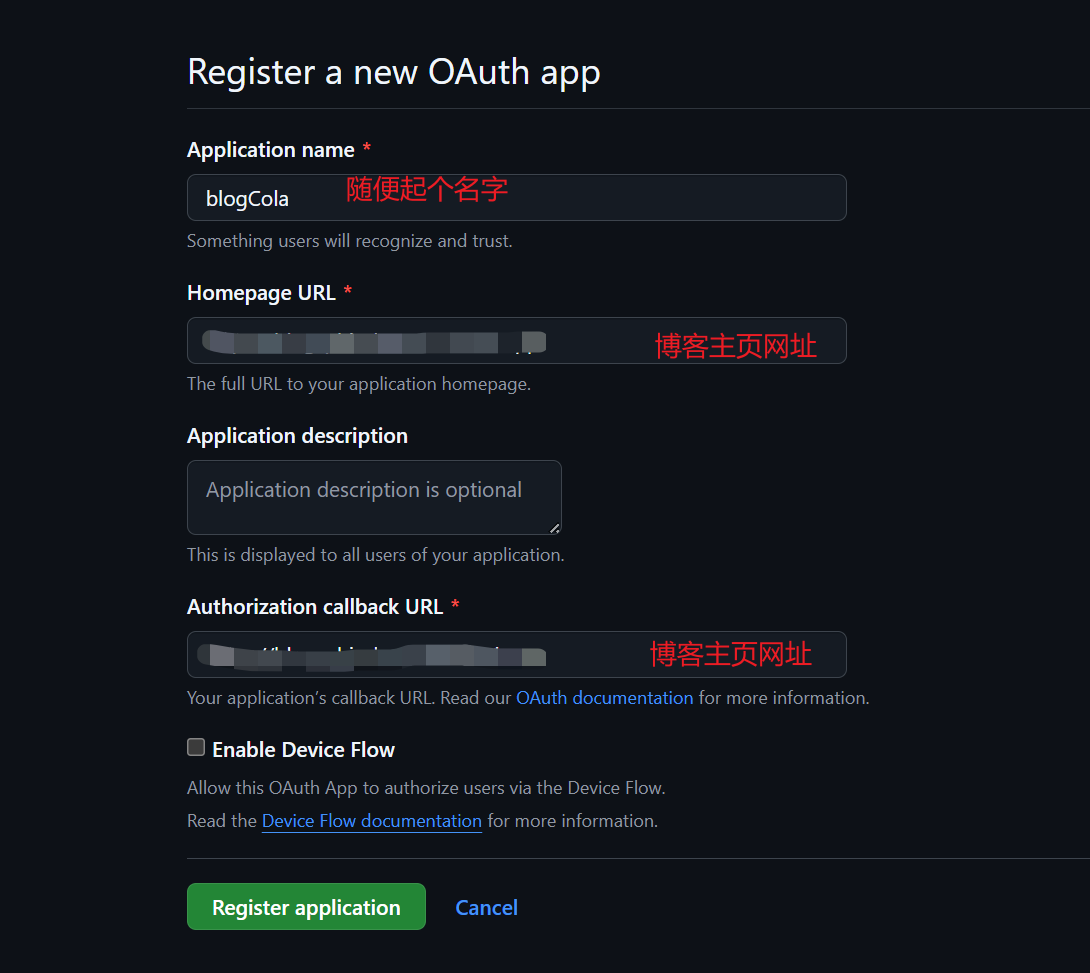 Register a new OAuth app
Application name *
blogCola 随便起个名字
Something users will recognize and trust.
Homepage URL *
博客主页网址
The full URL to your application homepage.
Application description
Application description is optional
This is displayed to all users of your application.
Authorization callback URL *
博客主页网址
Your application’s callback URL. Read our OAuth documentation for more information.
Enable Device Flow
Allow this OAuth App to authorize users via the Device Flow.
Read the Device Flow documentation for more information.
Register application Cancel